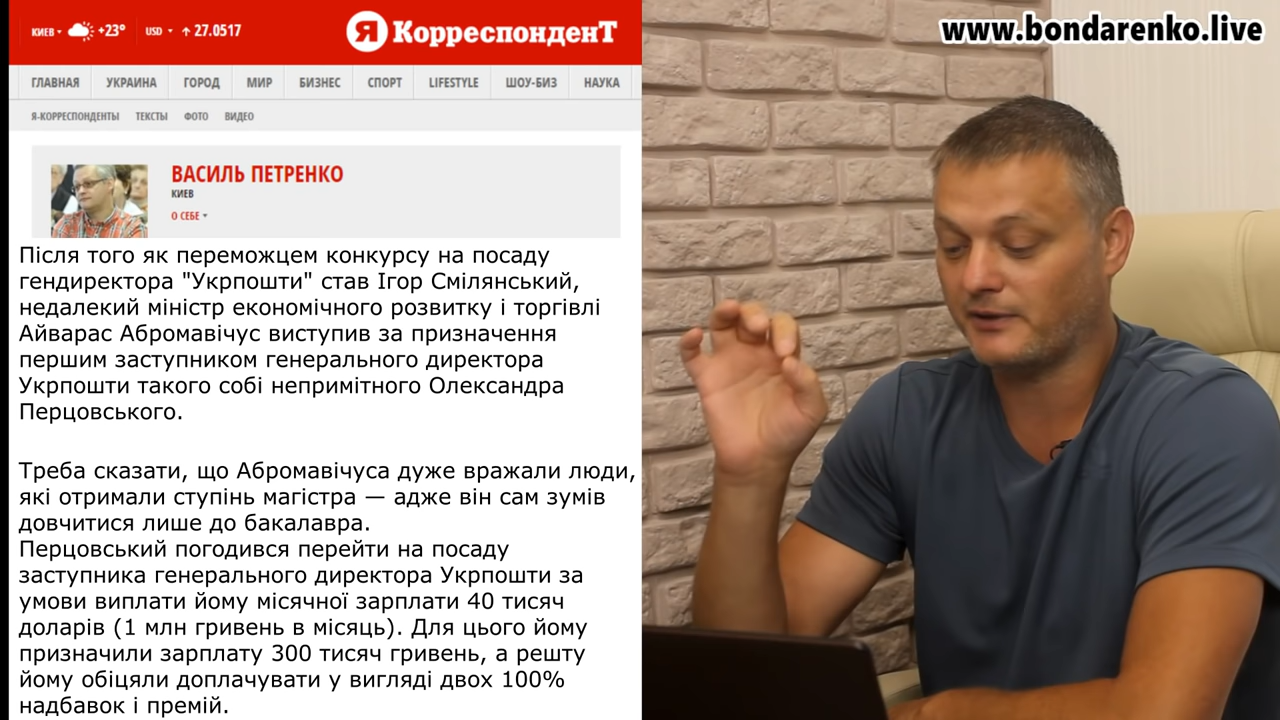 КИЕВ +23° USD ↑ 27.0517
Я КорреспондентТ
www.bondarenko.live
ГЛАВНАЯ УКРАИНА ГОРОД МИР БИЗНЕС СПОРТ LIFESTYLE ШОУ-БИЗ НАУКА
Я-КОРРЕСПОНДЕНТЫ ТЕКСТЫ ФОТО ВИДЕО
ВАСИЛЬ ПЕТРЕНКО
КИЕВ
О СЕБЕ
Після того як переможцем конкурсу на посаду
гендиректора "Укрпошти" став Ігор Смілянський,
недалекий міністр економічного розвитку і торгівлі
Айварас Абромавічус виступив за призначення
першим заступником генерального директора
Укрпошти такого собі непримітного Олександра
Перцовського.
Треба сказати, що Абромавічуса дуже вражали люди,
які отримали ступінь магістра — адже він сам зумів
довчитися лише до бакалавра.
Перцовський погодився перейти на посаду
заступника генерального директора Укрпошти за
умови виплати йому місячної зарплати 40 тисяч
доларів (1 млн гривень в місяць). Для цього йому
призначили зарплату 300 тисяч гривень, а решту
йому обіцяли доплачувати у вигляді двох 100%
надбавок і премій.